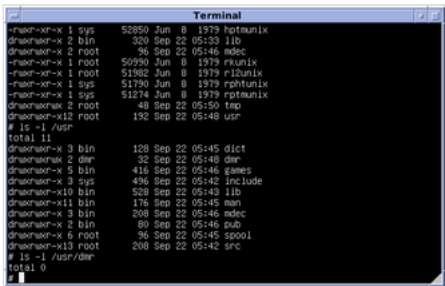 Terminal
-rwxr-xr-x 1 sys 52850 Jun 8 1979 hptmunix
drwxrwxr-x 2 bin 320 Sep 22 05:33 lib
drwxrwxr-x 2 root 96 Sep 22 05:46 mdec
-rwxr-xr-x 1 root 50990 Jun 8 1979 rkunix
-rwxr-xr-x 1 root 51982 Jun 8 1979 rl2unix
-rwxr-xr-x 1 sys 51790 Jun 8 1979 rphtunix
-rwxr-xr-x 1 sys 51274 Jun 8 1979 rptmunix
drwxrwxrwx 2 root 48 Sep 22 05:50 tmp
drwxrwxr-x12 root 192 Sep 22 05:48 usr
# ls -l /usr
total 11
drwxrwxr-x 3 bin 128 Sep 22 05:45 dict
drwxrwxrwx 2 dmr 32 Sep 22 05:48 dmr
drwxrwxr-x 5 bin 416 Sep 22 05:46 games
drwxrwxr-x 3 sys 496 Sep 22 05:42 include
drwxrwxr-x10 bin 528 Sep 22 05:43 lib
drwxrwxr-x11 bin 176 Sep 22 05:45 man
drwxrwxr-x 3 bin 208 Sep 22 05:46 mdec
drwxrwxr-x 2 bin 80 Sep 22 05:46 pub
drwxrwxr-x 6 root 96 Sep 22 05:45 spool
drwxrwxr-x13 root 208 Sep 22 05:42 src
# ls -l /usr/dmr
total 0
#